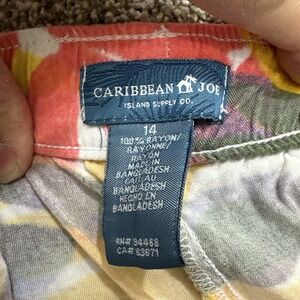 CARIBBEAN JOE
ISLAND SUPPLY CO.
14
100% RAYON/
RAYONNE/
RAYON
MADE IN
BANGLADESH
FAIT AU
BANGLADESH
HECHO EN
BANGLADESH
RN# 94468
CA# 63671